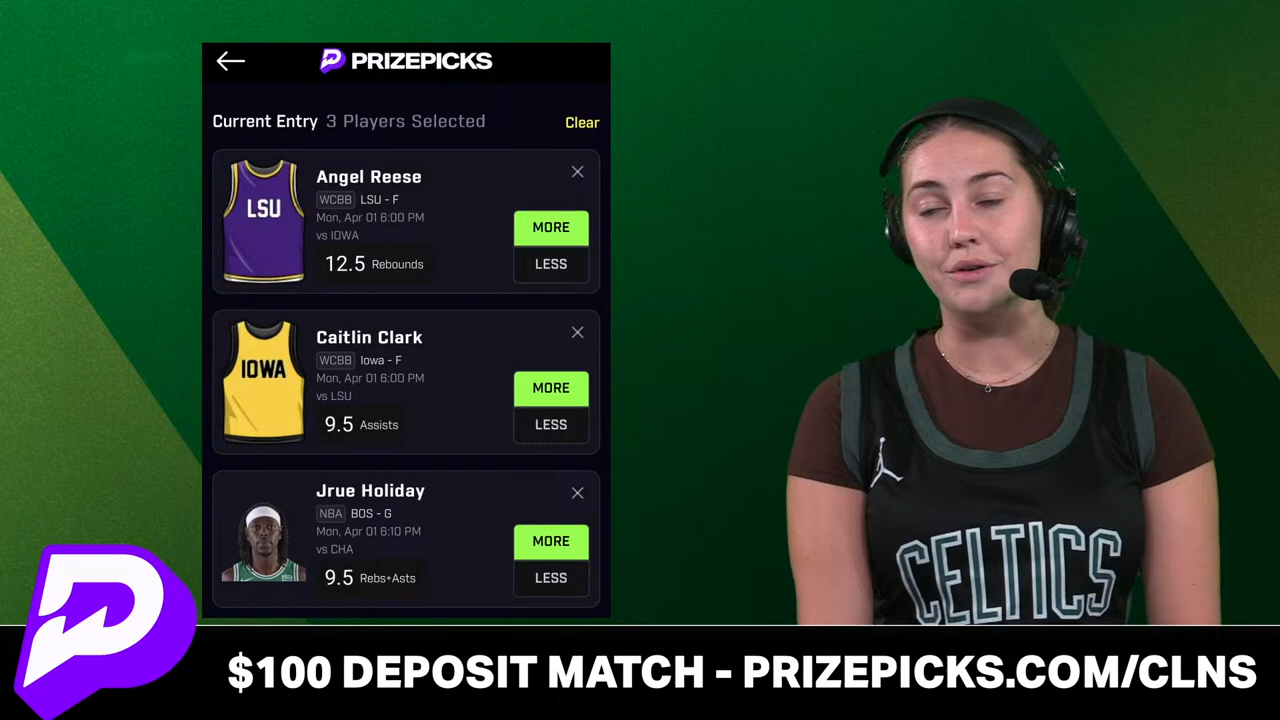 PRIZEPICKS
Current Entry 3 Players Selected Clear
LSU
Angel Reese
WCBB LSU - F
Mon, Apr 01 6:00 PM
vs IOWA
12.5 Rebounds
MORE
LESS
IOWA
Caitlin Clark
WCBB Iowa - F
Mon, Apr 01 6:00 PM
vs LSU
9.5 Assists
MORE
LESS
Jrue Holiday
NBA BOS - G
Mon, Apr 01 6:10 PM
vs CHA
9.5 Rebs+Asts
MORE
LESS
CELTICS
$100 DEPOSIT MATCH - PRIZEPICKS.COM/CLNS